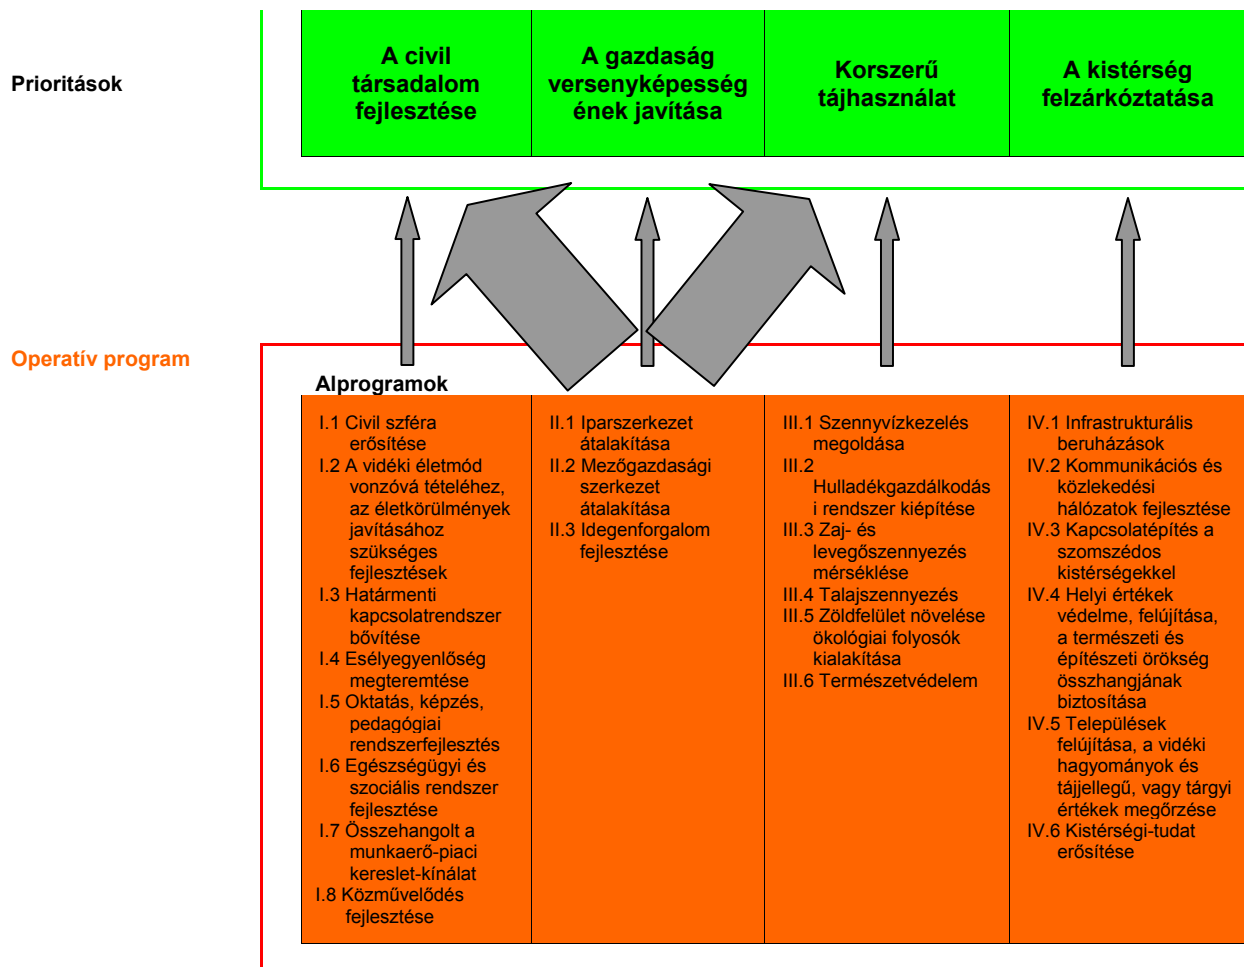 Prioritások
A civil
társadalom
fejlesztése
A gazdaság
versenyképesség
ének javítása
Korszerű
tájhasználat
A kistérség
felzárkóztatása
Operatív program
Alprogramok
I.1 Civil szféra
erősítése
I.2 A vidéki életmód
vonzóvá tételéhez,
az életkörülmények
javításához
szükséges
fejlesztések
I.3 Határmenti
kapcsolatrendszer
bővítése
I.4 Esélyegyenlőség
megteremtése
I.5 Oktatás, képzés,
pedagógiai
rendszerfejlesztés
I.6 Egészségügyi és
szociális rendszer
fejlesztése
I.7 Összehangolt a
munkaerő-piaci
kereslet-kínálat
I.8 Közművelődés
fejlesztése
II.1 Iparszerkezet
átalakítása
II.2 Mezőgazdasági
szerkezet
átalakítása
II.3 Idegenforgalom
fejlesztése
III.1 Szennyvízkezelés
megoldása
III.2
Hulladékgazdálkodás
i rendszer kiépítése
III.3 Zaj- és
levegőszennyezés
mérséklése
III.4 Talajszennyezés
III.5 Zöldfelület növelése
ökológiai folyosók
kialakítása
III.6 Természetvédelem
IV.1 Infrastrukturális
beruházások
IV.2 Kommunikációs és
közlekedési
hálózatok fejlesztése
IV.3 Kapcsolatépítés a
szomszédos
kistérségekkel
IV.4 Helyi értékek
védelme, felújítása,
a természeti és
építészeti örökség
összhangjának
biztosítása
IV.5 Települések
felújítása, a vidéki
hagyományok és
tájjellegű, vagy tárgyi
értékek megőrzése
IV.6 Kistérségi-tudat
erősítése